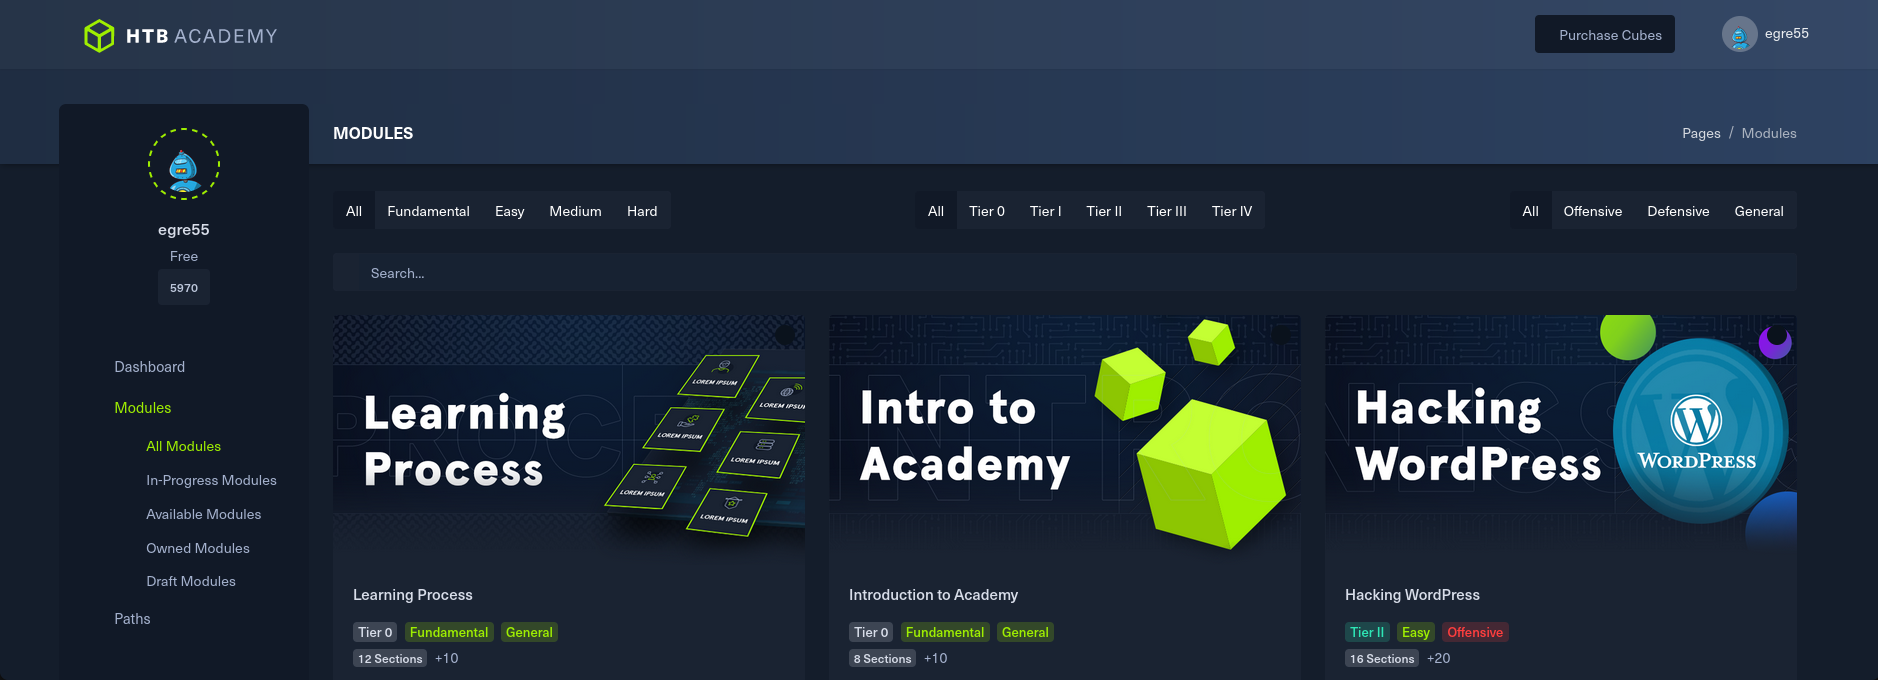 HTB ACADEMY
Purchase Cubes
egre55
MODULES
Pages / Modules
egre55
Free
5970
Dashboard
Modules
All Modules
In-Progress Modules
Available Modules
Owned Modules
Draft Modules
Paths
All Fundamental Easy Medium Hard
All Tier 0 Tier I Tier II Tier III Tier IV
All Offensive Defensive General
Search...
Learning
Process
LOREM IPSUM
LOREM IPSUM
LOREM IPSUM
LOREM IPSUM
LOREM IPSUM
LOREM IPSUM
Learning Process
Tier 0 Fundamental General
12 Sections +10
Intro to
Academy
Introduction to Academy
Tier 0 Fundamental General
8 Sections +10
Hacking
WordPress
WORDPRESS
Hacking WordPress
Tier II Easy Offensive
16 Sections +20